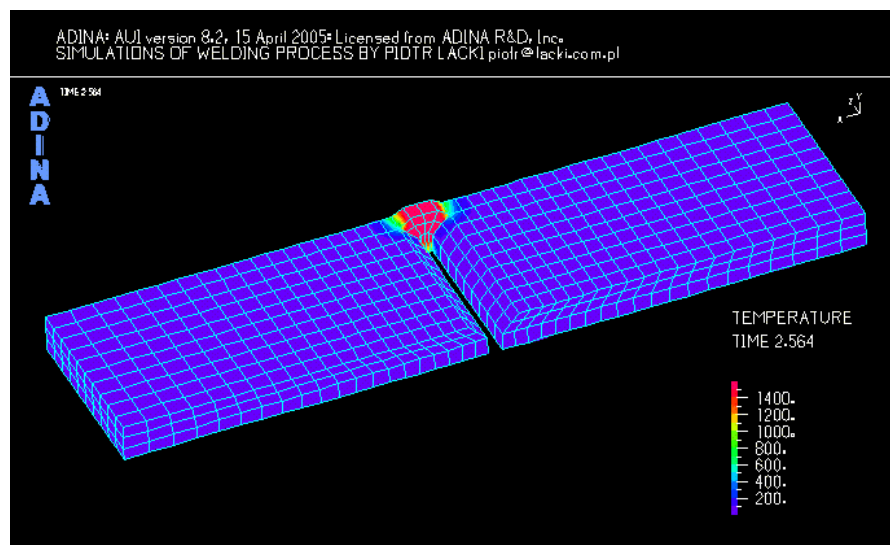 ADINA: AUI version 8.2, 15 April 2005: Licensed from ADINA R&D, Inc.
SIMULATIONS OF WELDING PROCESS BY PIOTR LACKI piotr@lacki.com.pl
ADINA
TIME 2.564
Z Y
X
TEMPERATURE
TIME 2.564
1400.
1200.
1000.
800.
600.
400.
200.